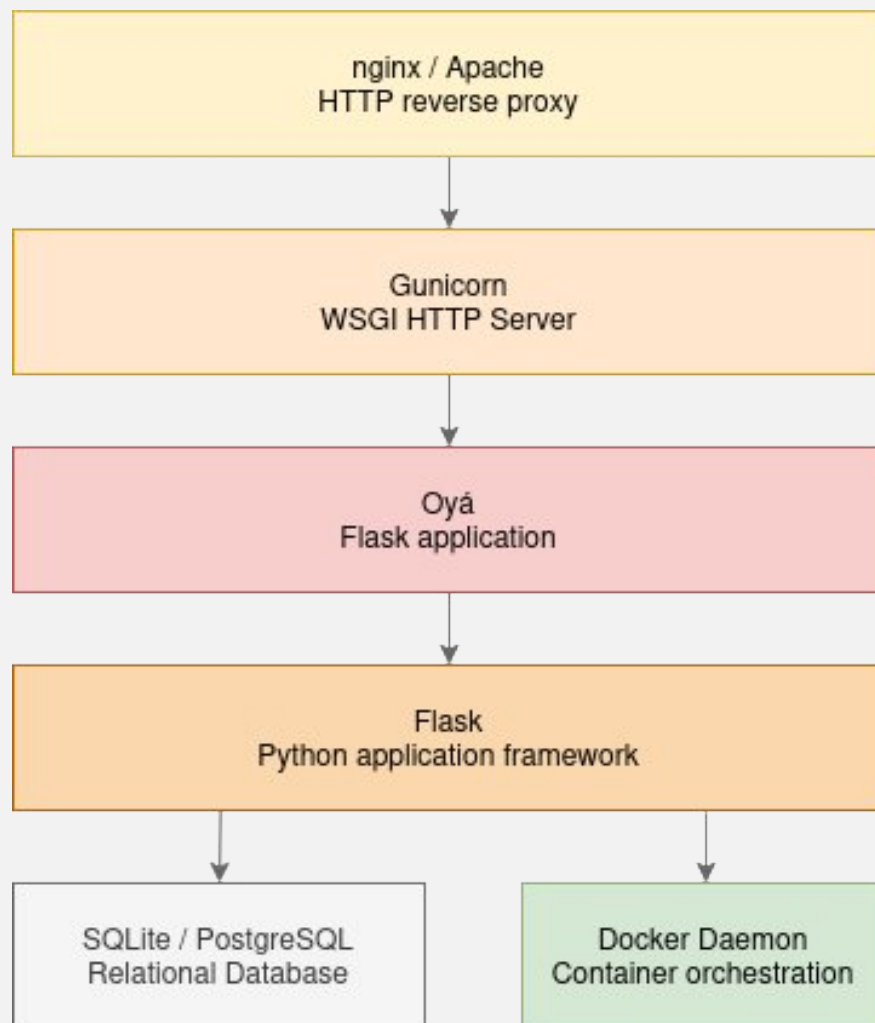 nginx / Apache
HTTP reverse proxy
Gunicorn
WSGI HTTP Server
Oyá
Flask application
Flask
Python application framework
SQLite / PostgreSQL
Relational Database
Docker Daemon
Container orchestration